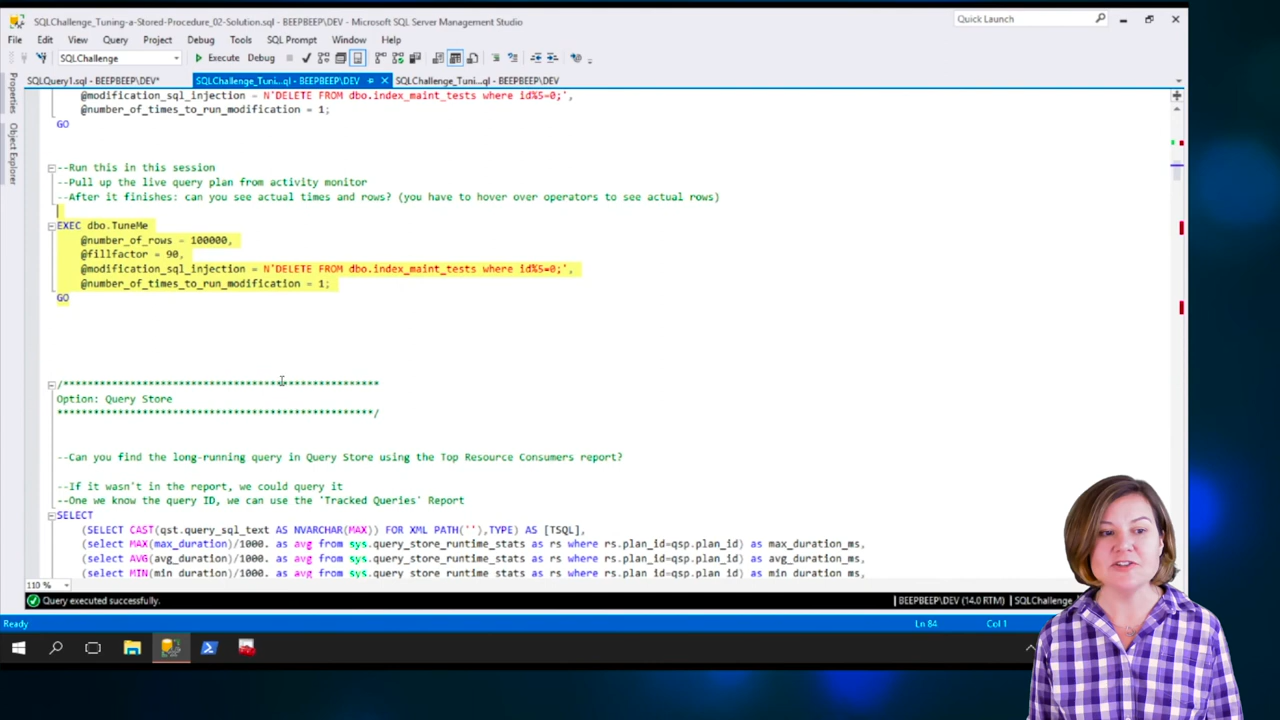 SQLChallenge_Tuning-a-Stored-Procedure_02-Solution.sql - BEEPBEEP\DEV - Microsoft SQL Server Management Studio
Quick Launch
File Edit View Query Project Debug Tools SQL Prompt Window Help
SQLChallenge Execute Debug
SQLQuery1.sql - BEEPBEEP\DEV* SQLChallenge_Tuni...ql - BEEPBEEP\DEV SQLChallenge_Tuni...ql - BEEPBEEP\DEV
Properties
Object Explorer
@modification_sql_injection = N'DELETE FROM dbo.index_maint_tests where id%5=0;',
@number_of_times_to_run_modification = 1;
GO
--Run this in this session
--Pull up the live query plan from activity monitor
--After it finishes: can you see actual times and rows? (you have to hover over operators to see actual rows)
EXEC dbo.TuneMe
@number_of_rows = 100000,
@fillfactor = 90,
@modification_sql_injection = N'DELETE FROM dbo.index_maint_tests where id%5=0;',
@number_of_times_to_run_modification = 1;
GO
/****************************************************
Option: Query Store
****************************************************/
--Can you find the long-running query in Query Store using the Top Resource Consumers report?
--If it wasn't in the report, we could query it
--One we know the query ID, we can use the 'Tracked Queries' Report
SELECT
(SELECT CAST(qst.query_sql_text AS NVARCHAR(MAX)) FOR XML PATH(''),TYPE) AS [TSQL],
(select MAX(max_duration)/1000. as avg from sys.query_store_runtime_stats as rs where rs.plan_id=qsp.plan_id) as max_duration_ms,
(select AVG(avg_duration)/1000. as avg from sys.query_store_runtime_stats as rs where rs.plan_id=qsp.plan_id) as avg_duration_ms,
(select MIN(min_duration)/1000. as avg from sys.query_store_runtime_stats as rs where rs.plan_id=qsp.plan_id) as min_duration_ms,
110 %
Query executed successfully. BEEPBEEP\DEV (14.0 RTM) SQLChallenge
Ready Ln 84 Col 1